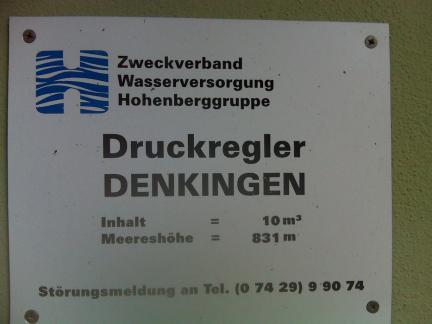 Zweckverband
Wasserversorgung
Hohenberggruppe
Druckregler
DENKINGEN
Inhalt = 10 m³
Meereshöhe = 831 m
Störungsmeldung an Tel. (0 74 29) 9 90 74